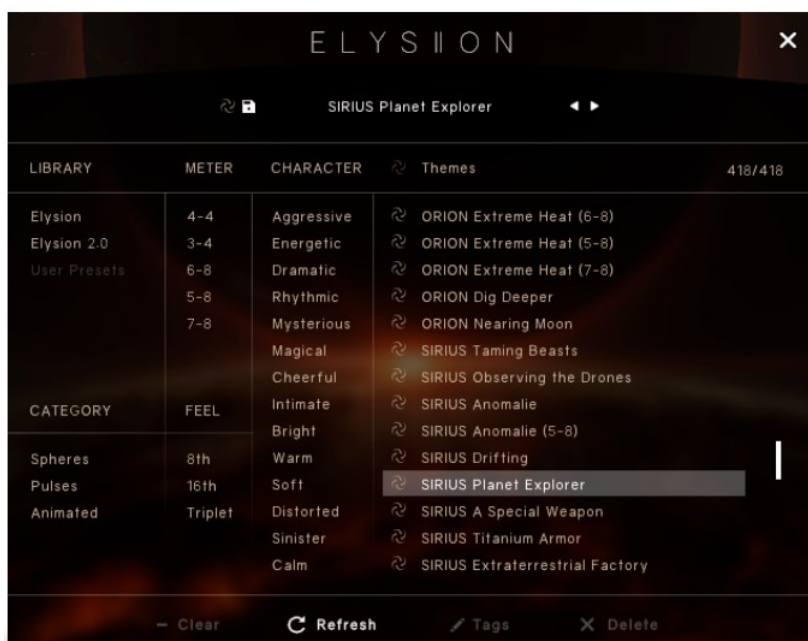 ELYSIION
SIRIUS Planet Explorer
LIBRARY
Elysion
Elysion 2.0
User Presets
CATEGORY
Spheres
Pulses
Animated
METER
4-4
3-4
6-8
5-8
7-8
FEEL
8th
16th
Triplet
CHARACTER
Aggressive
Energetic
Dramatic
Rhythmic
Mysterious
Magical
Cheerful
Intimate
Bright
Warm
Soft
Distorted
Sinister
Calm
Themes 418/418
ORION Extreme Heat (6-8)
ORION Extreme Heat (5-8)
ORION Extreme Heat (7-8)
ORION Dig Deeper
ORION Nearing Moon
SIRIUS Taming Beasts
SIRIUS Observing the Drones
SIRIUS Anomalie
SIRIUS Anomalie (5-8)
SIRIUS Drifting
SIRIUS Planet Explorer
SIRIUS A Special Weapon
SIRIUS Titanium Armor
SIRIUS Extraterrestrial Factory
Clear Refresh Tags Delete